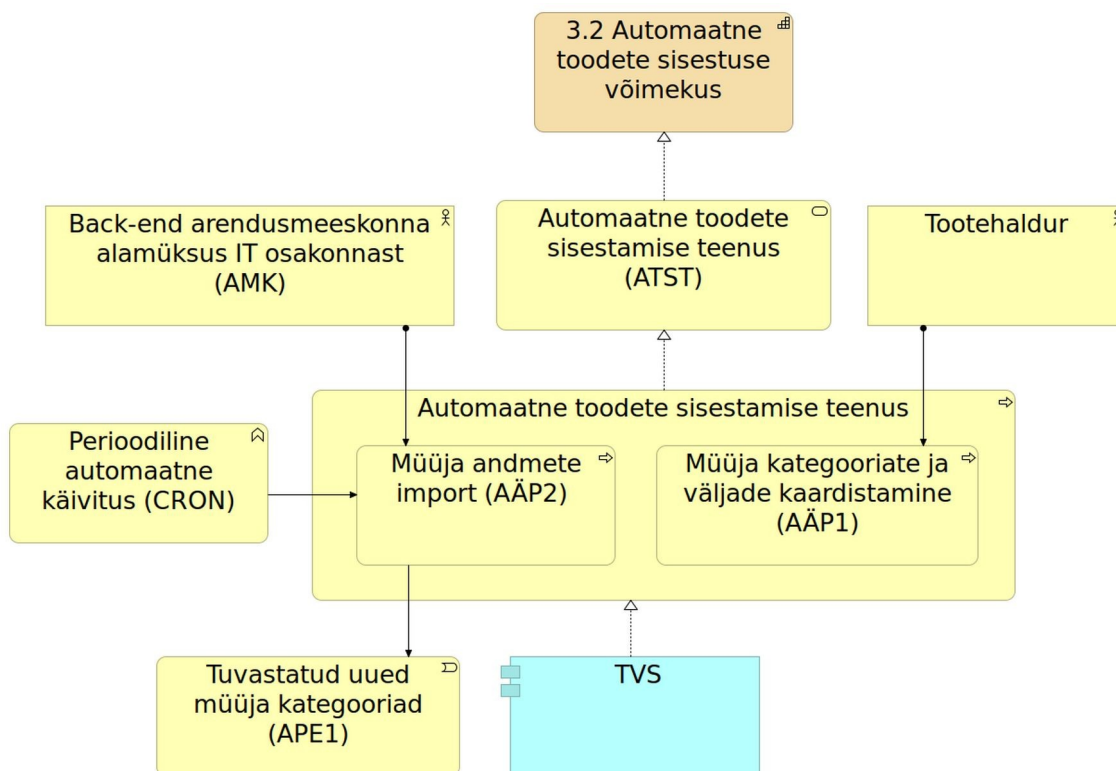 3.2 Automaatne
toodete sisestuse
võimekus
Back-end arendusmeeskonna
alamüksus IT osakonnast
(AMK)
Automaatne toodete
sisestamise teenus
(ATST)
Tootehaldur
Automaatne toodete sisestamise teenus
Perioodiline
automaatne
käivitus (CRON)
Müüja andmete
import (AÄP2)
Müüja kategooriate ja
väljade kaardistamine
(AÄP1)
Tuvastatud uued
müüja kategooriad
(APE1)
TVS